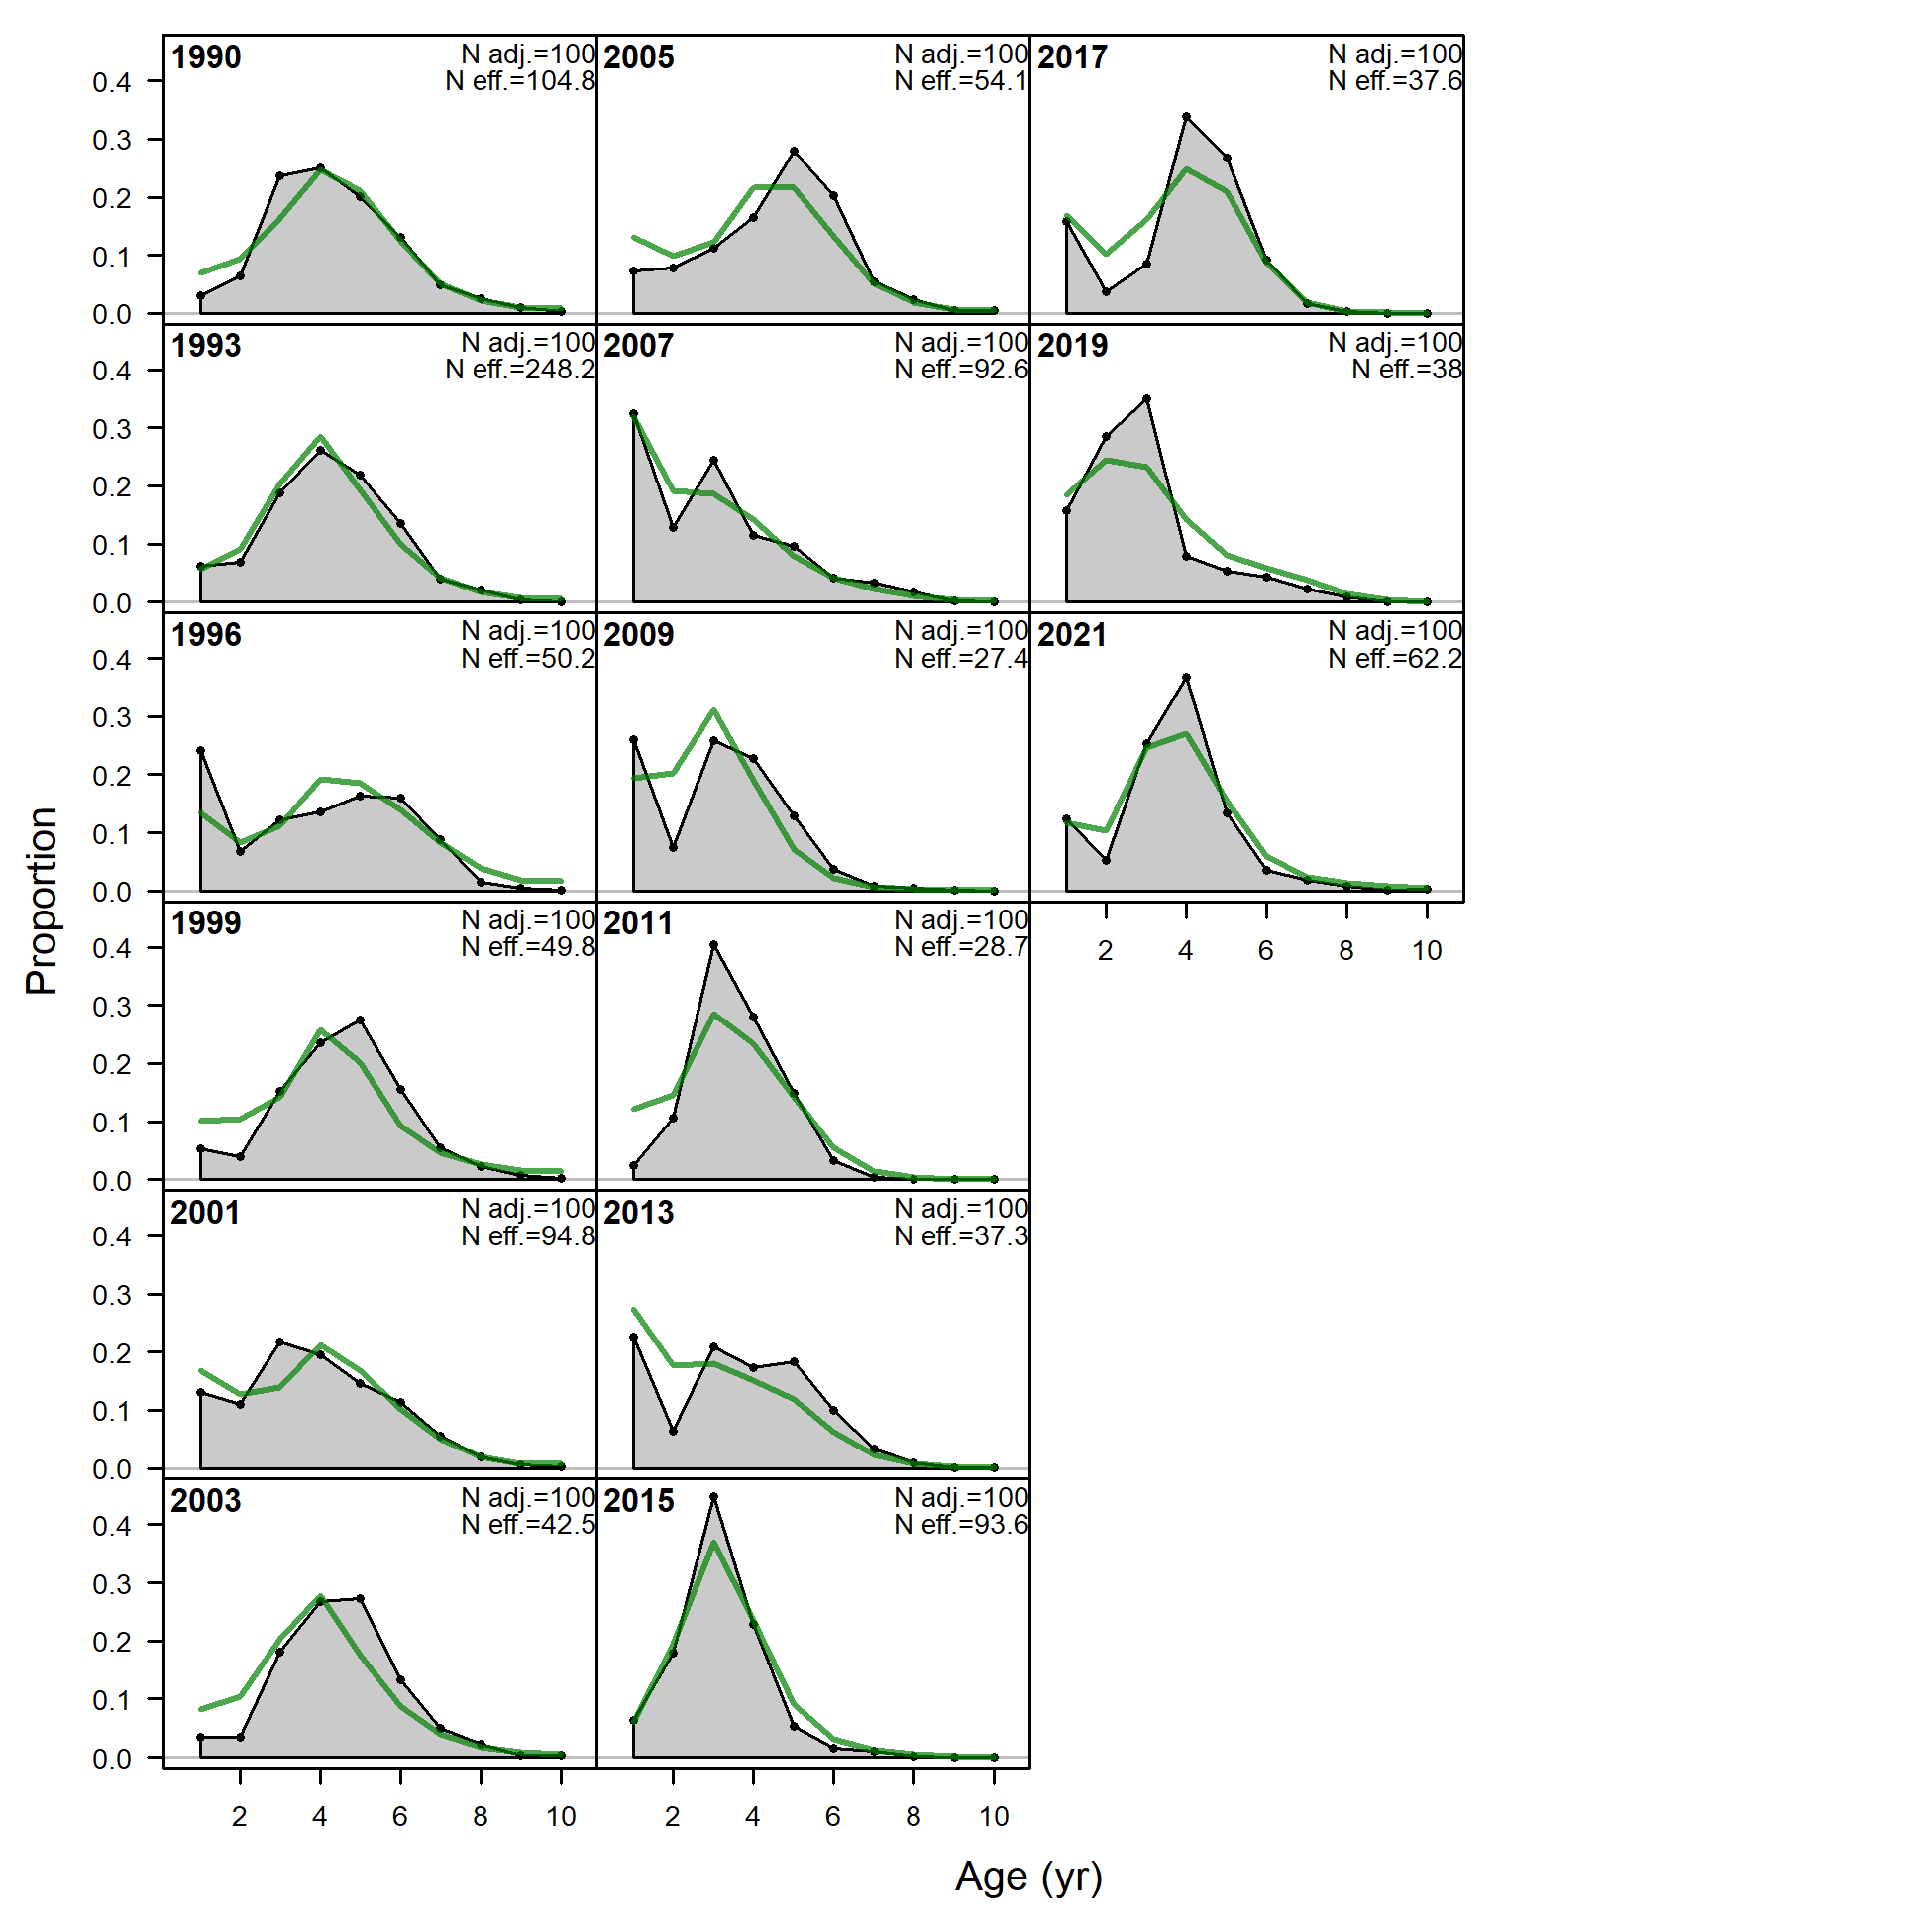 1990
N adj.=100
N eff.=104.8
2005
N adj.=100
N eff.=54.1
2017
N adj.=100
N eff.=37.6
0.4
0.3
0.2
0.1
0.0
1993
N adj.=100
N eff.=248.2
2007
N adj.=100
N eff.=92.6
2019
N adj.=100
N eff.=38
0.4
0.3
0.2
0.1
0.0
1996
N adj.=100
N eff.=50.2
2009
N adj.=100
N eff.=27.4
2021
N adj.=100
N eff.=62.2
0.4
0.3
0.2
0.1
0.0
2 4 6 8 10
Proportion
1999
N adj.=100
N eff.=49.8
2011
N adj.=100
N eff.=28.7
0.4
0.3
0.2
0.1
0.0
2001
N adj.=100
N eff.=94.8
2013
N adj.=100
N eff.=37.3
0.4
0.3
0.2
0.1
0.0
2003
N adj.=100
N eff.=42.5
2015
N adj.=100
N eff.=93.6
0.4
0.3
0.2
0.1
0.0
2 4 6 8 10
2 4 6 8 10
Age (yr)